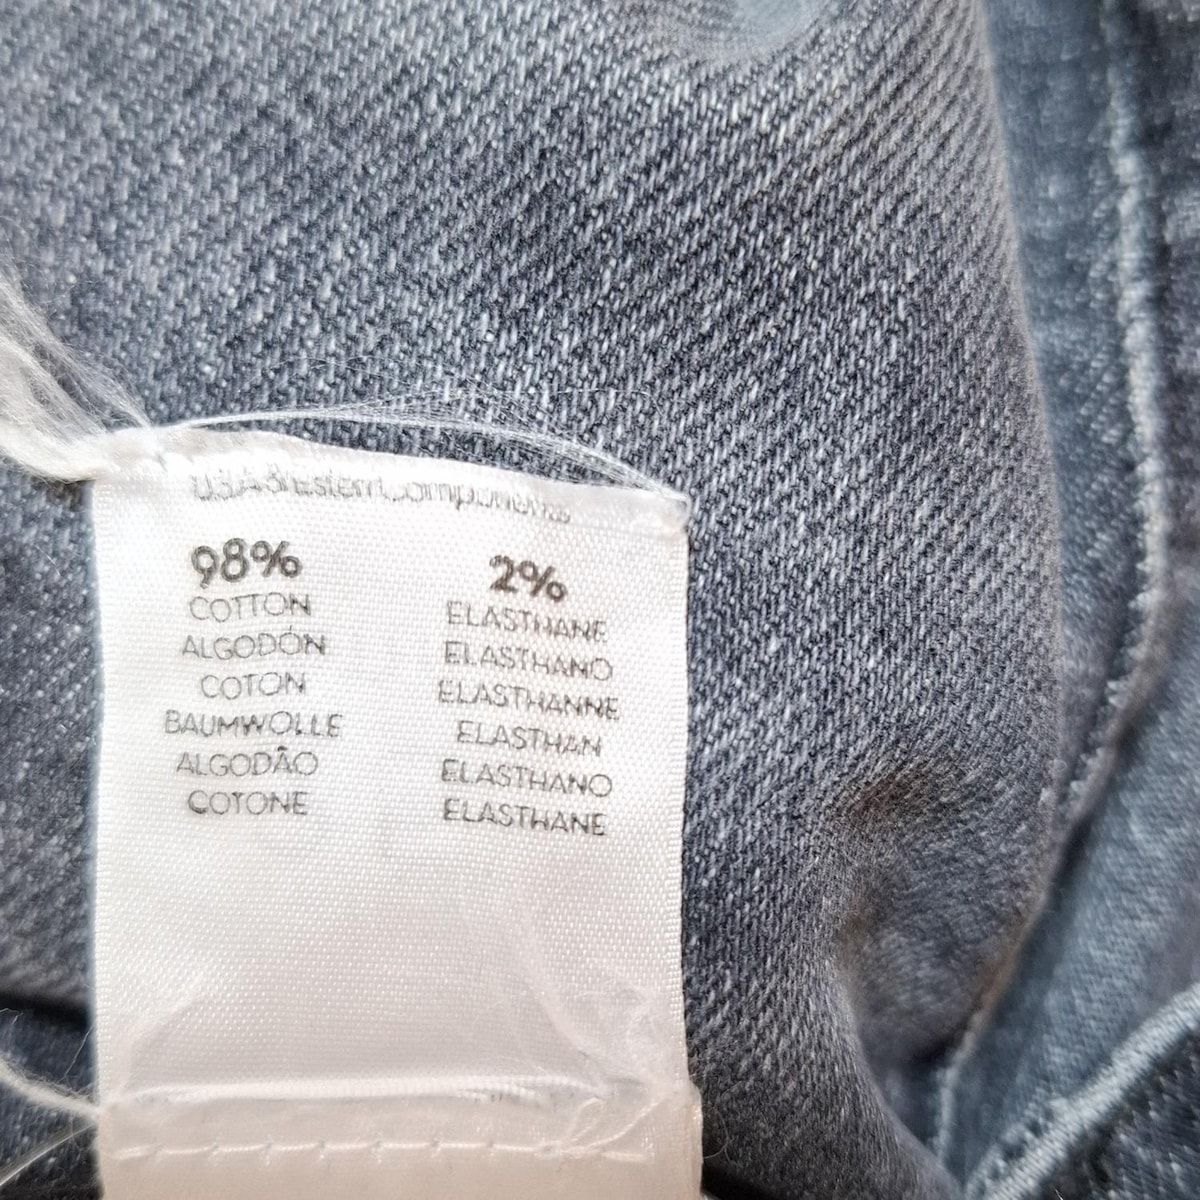 98%
COTTON
ALGODÓN
COTON
BAUMWOLLE
ALGODÃO
COTONE
2%
ELASTHANE
ELASTHANO
ELASTHANNE
ELASTHAN
ELASTHANO
ELASTHANE